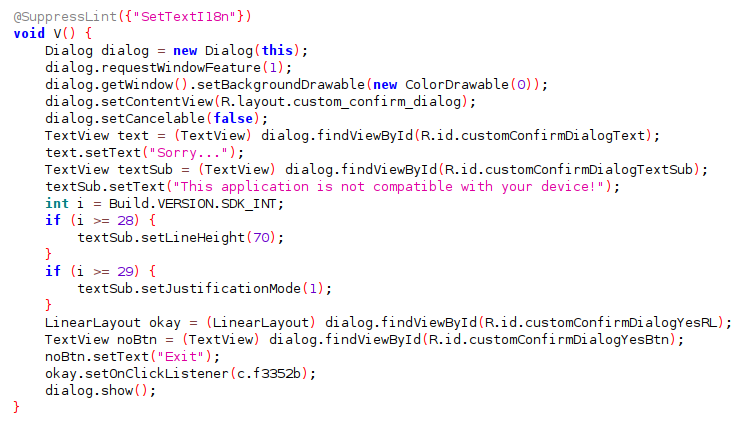 @SuppressLint({"SetTextI18n"})
void V() {
    Dialog dialog = new Dialog(this);
    dialog.requestWindowFeature(1);
    dialog.getWindow().setBackgroundDrawable(new ColorDrawable(0));
    dialog.setContentView(R.layout.custom_confirm_dialog);
    dialog.setCancelable(false);
    TextView text = (TextView) dialog.findViewById(R.id.customConfirmDialogText);
    text.setText("Sorry...");
    TextView textSub = (TextView) dialog.findViewById(R.id.customConfirmDialogTextSub);
    textSub.setText("This application is not compatible with your device!");
    int i = Build.VERSION.SDK_INT;
    if (i >= 28) {
        textSub.setLineHeight(70);
    }
    if (i >= 29) {
        textSub.setJustificationMode(1);
    }
    LinearLayout okay = (LinearLayout) dialog.findViewById(R.id.customConfirmDialogYesRL);
    TextView noBtn = (TextView) dialog.findViewById(R.id.customConfirmDialogYesBtn);
    noBtn.setText("Exit");
    okay.setOnClickListener(c.f3352b);
    dialog.show();
}